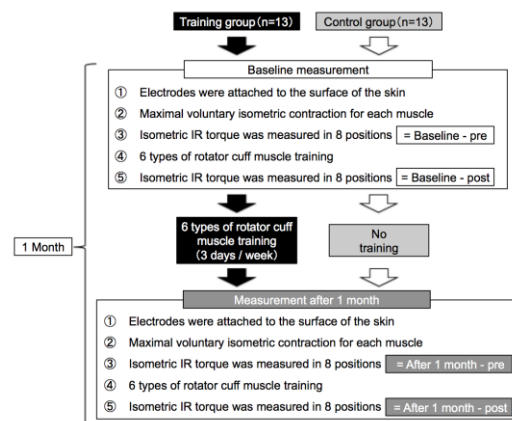 Training group (n=13)
Control group (n=13)
Baseline measurement
① Electrodes were attached to the surface of the skin
② Maximal voluntary isometric contraction for each muscle
③ Isometric IR torque was measured in 8 positions = Baseline - pre
④ 6 types of rotator cuff muscle training
⑤ Isometric IR torque was measured in 8 positions = Baseline - post
1 Month
6 types of rotator cuff
muscle training
(3 days / week)
No
training
Measurement after 1 month
① Electrodes were attached to the surface of the skin
② Maximal voluntary isometric contraction for each muscle
③ Isometric IR torque was measured in 8 positions = After 1 month - pre
④ 6 types of rotator cuff muscle training
⑤ Isometric IR torque was measured in 8 positions = After 1 month - post